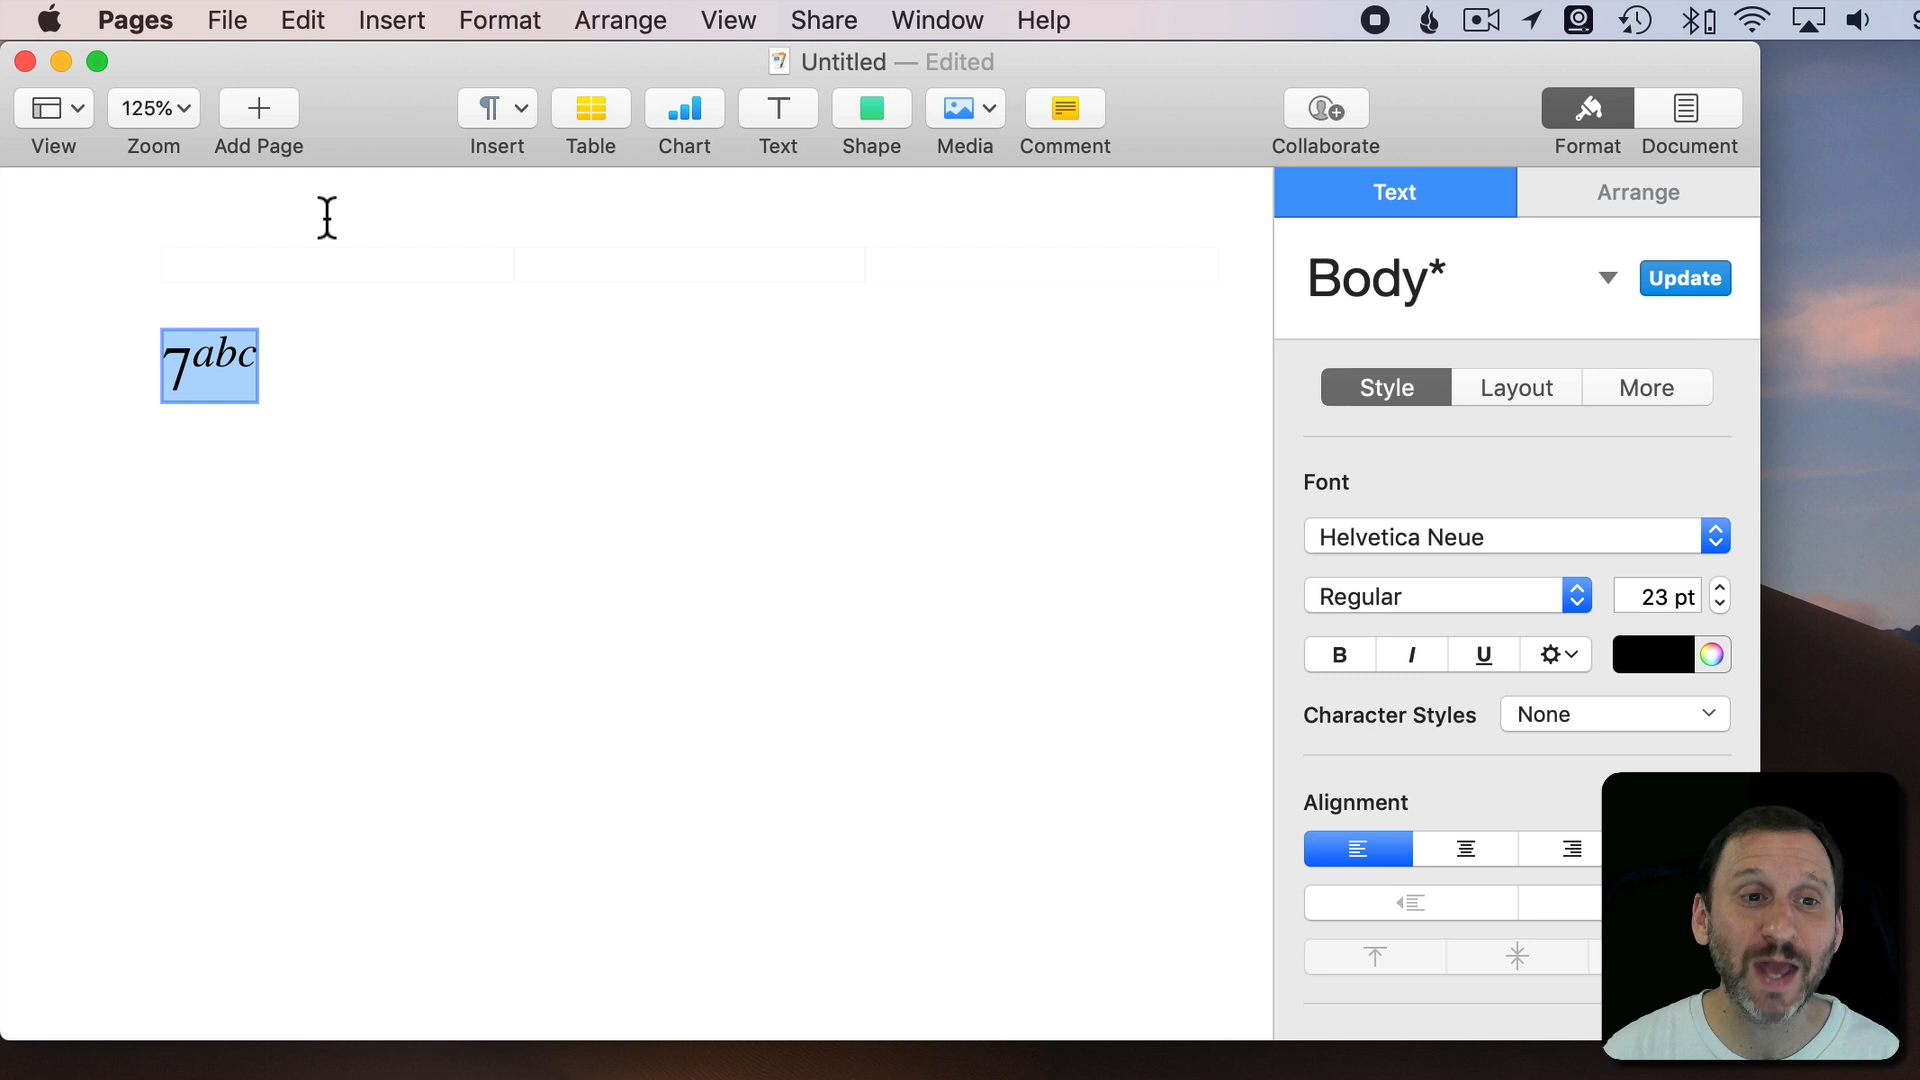 Pages File Edit Insert Format Arrange View Share Window Help
Untitled — Edited
125%
View Zoom Add Page Insert Table Chart Text Shape Media Comment Collaborate Format Document
Text Arrange
Body* Update
7abc
Style Layout More
Font
Helvetica Neue
Regular 23 pt
B I U
Character Styles None
Alignment